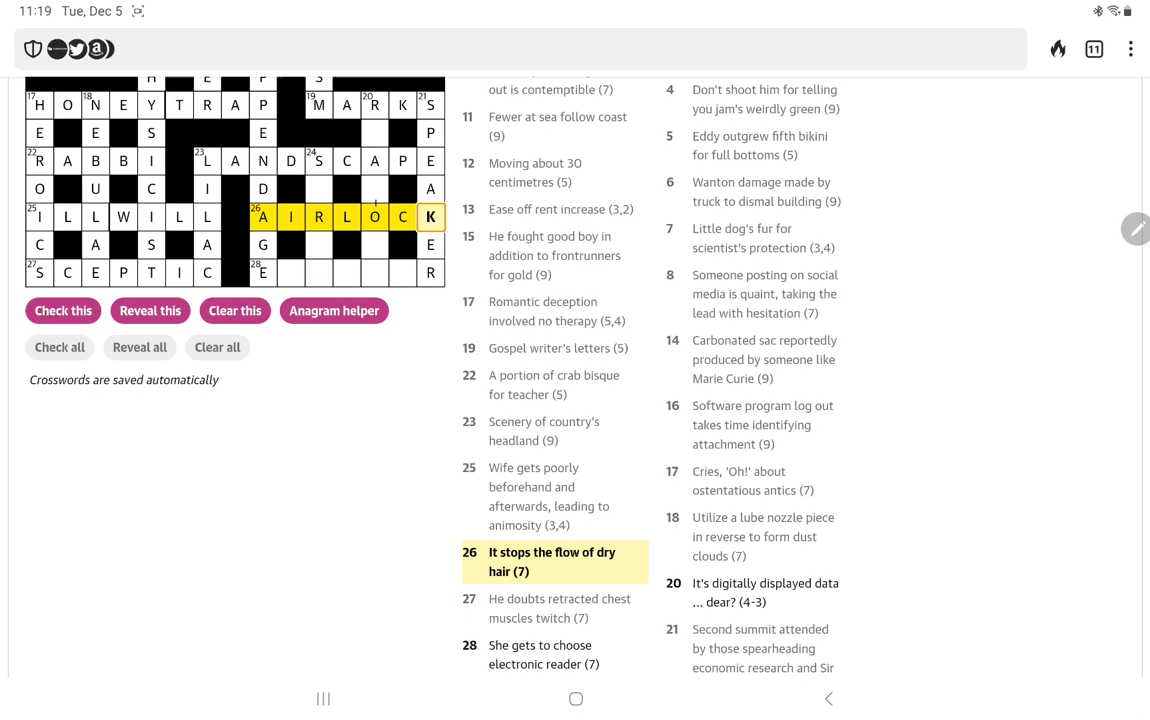 11:19 Tue, Dec 5
11
17 H O 18 N E Y T R A P 19 M A 20 R K 21 S
E E S E P
22 R A B B I 23 L A N D 24 S C A P E
O U C I D A
25 I L L W I L L 26 A I R L O C K
C A S A G E
27 S C E P T I C 28 E R
Check this Reveal this Clear this Anagram helper
Check all Reveal all Clear all
Crosswords are saved automatically
out is contemptible (7)
11 Fewer at sea follow coast
(9)
12 Moving about 30
centimetres (5)
13 Ease off rent increase (3,2)
15 He fought good boy in
addition to frontrunners
for gold (9)
17 Romantic deception
involved no therapy (5,4)
19 Gospel writer's letters (5)
22 A portion of crab bisque
for teacher (5)
23 Scenery of country's
headland (9)
25 Wife gets poorly
beforehand and
afterwards, leading to
animosity (3,4)
26 It stops the flow of dry
hair (7)
27 He doubts retracted chest
muscles twitch (7)
28 She gets to choose
electronic reader (7)
4 Don't shoot him for telling
you jam's weirdly green (9)
5 Eddy outgrew fifth bikini
for full bottoms (5)
6 Wanton damage made by
truck to dismal building (9)
7 Little dog's fur for
scientist's protection (3,4)
8 Someone posting on social
media is quaint, taking the
lead with hesitation (7)
14 Carbonated sac reportedly
produced by someone like
Marie Curie (9)
16 Software program log out
takes time identifying
attachment (9)
17 Cries, 'Oh!' about
ostentatious antics (7)
18 Utilize a lube nozzle piece
in reverse to form dust
clouds (7)
20 It's digitally displayed data
... dear? (4-3)
21 Second summit attended
by those spearheading
economic research and Sir